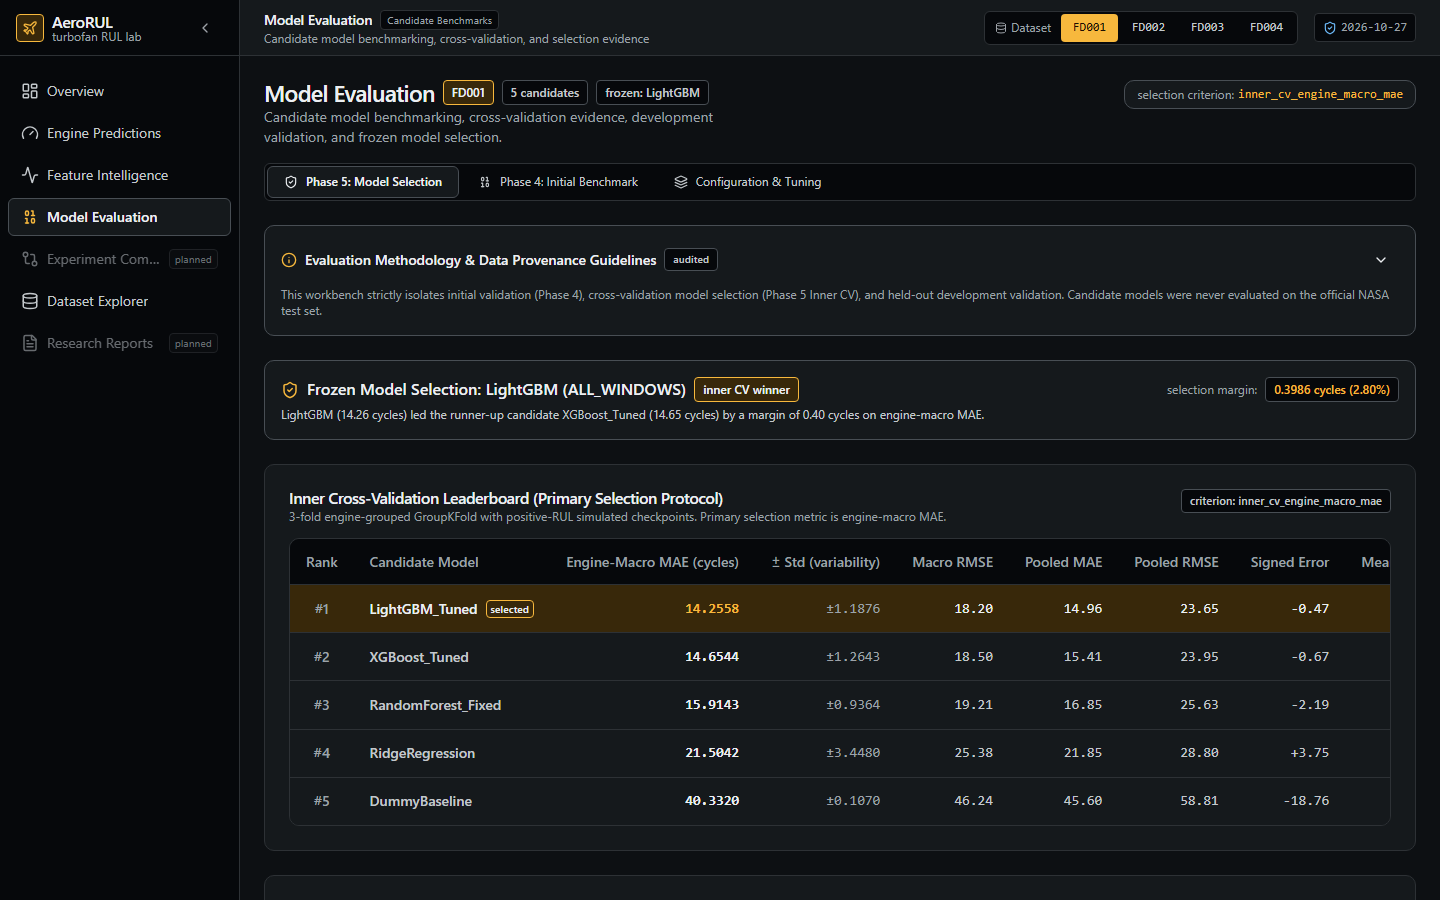 AeroRUL
turbofan RUL lab
Overview
Engine Predictions
Feature Intelligence
Model Evaluation
Experiment Com... planned
Dataset Explorer
Research Reports planned
Model Evaluation Candidate Benchmarks
Candidate model benchmarking, cross-validation, and selection evidence
Dataset FD001 FD002 FD003 FD004 2026-10-27
Model Evaluation FD001 5 candidates frozen: LightGBM
selection criterion: inner_cv_engine_macro_mae
Candidate model benchmarking, cross-validation evidence, development
validation, and frozen model selection.
Phase 5: Model Selection Phase 4: Initial Benchmark Configuration & Tuning
Evaluation Methodology & Data Provenance Guidelines audited
This workbench strictly isolates initial validation (Phase 4), cross-validation model selection (Phase 5 Inner CV), and held-out development validation. Candidate models were never evaluated on the official NASA
test set.
Frozen Model Selection: LightGBM (ALL_WINDOWS) inner CV winner
selection margin: 0.3986 cycles (2.80%)
LightGBM (14.26 cycles) led the runner-up candidate XGBoost_Tuned (14.65 cycles) by a margin of 0.40 cycles on engine-macro MAE.
Inner Cross-Validation Leaderboard (Primary Selection Protocol)
3-fold engine-grouped GroupKFold with positive-RUL simulated checkpoints. Primary selection metric is engine-macro MAE.
criterion: inner_cv_engine_macro_mae
Rank Candidate Model Engine-Macro MAE (cycles) ± Std (variability) Macro RMSE Pooled MAE Pooled RMSE Signed Error Mea
#1 LightGBM_Tuned selected 14.2558 ±1.1876 18.20 14.96 23.65 -0.47
#2 XGBoost_Tuned 14.6544 ±1.2643 18.50 15.41 23.95 -0.67
#3 RandomForest_Fixed 15.9143 ±0.9364 19.21 16.85 25.63 -2.19
#4 RidgeRegression 21.5042 ±3.4480 25.38 21.85 28.80 +3.75
#5 DummyBaseline 40.3320 ±0.1070 46.24 45.60 58.81 -18.76